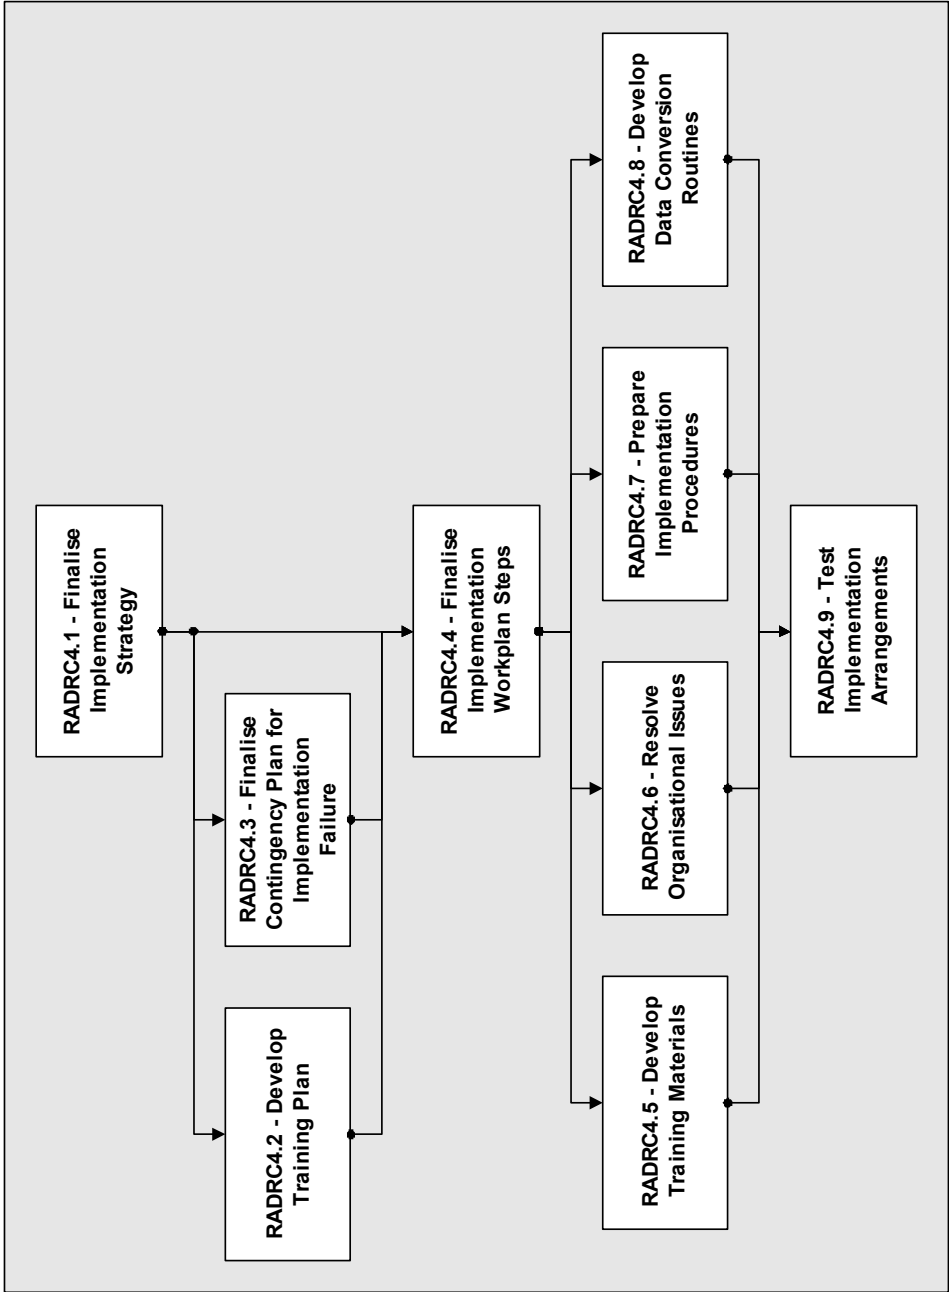 RADRC4.1 - Finalise
Implementation
Strategy
RADRC4.2 - Develop
Training Plan
RADRC4.3 - Finalise
Contingency Plan for
Implementation
Failure
RADRC4.4 - Finalise
Implementation
Workplan Steps
RADRC4.5 - Develop
Training Materials
RADRC4.6 - Resolve
Organisational Issues
RADRC4.7 - Prepare
Implementation
Procedures
RADRC4.8 - Develop
Data Conversion
Routines
RADRC4.9 - Test
Implementation
Arrangements